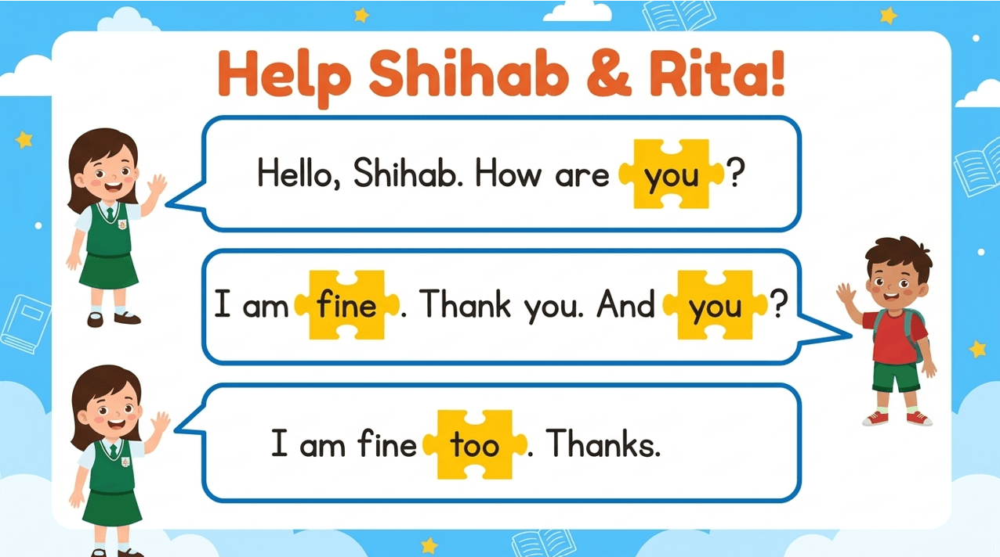 Help Shihab & Rita!
Hello, Shihab. How are you?
I am fine. Thank you. And you?
I am fine too. Thanks.